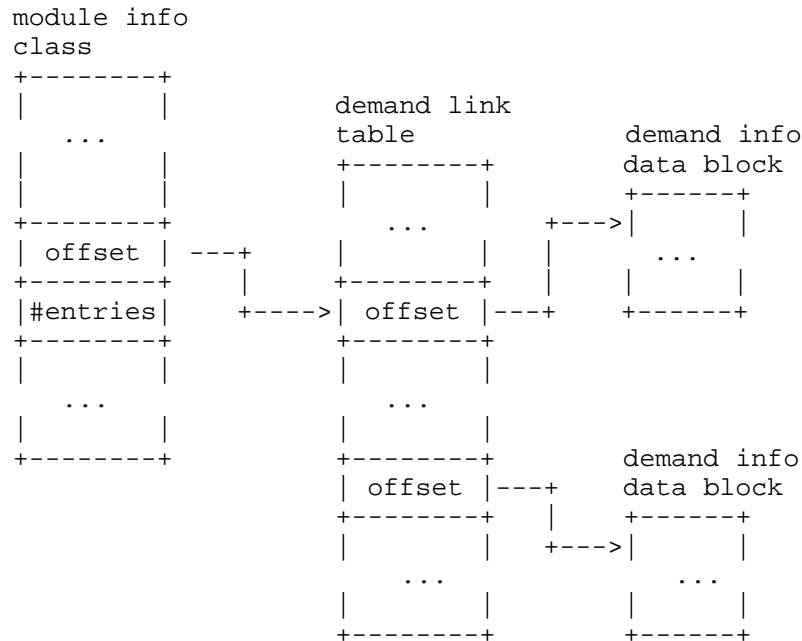 module info
class
+--------+
|        |     demand link
   ...         table           demand info
|        |     +--------+      data block
|        |     |        |      +------+
+--------+        ...     +--->|      |
| offset | ---+ |       |  |     ...
+--------+    | +--------+ |   |      |
|#entries|    +---->| offset |---+ +------+
+--------+     +--------+
|        |     |        |
   ...            ...
|        |     |        |
+--------+     +--------+      demand info
               | offset |---+  data block
               +--------+   |  +------+
               |        |   +--->|      |
                   ...            ...
               |        |      |      |
               +--------+      +------+